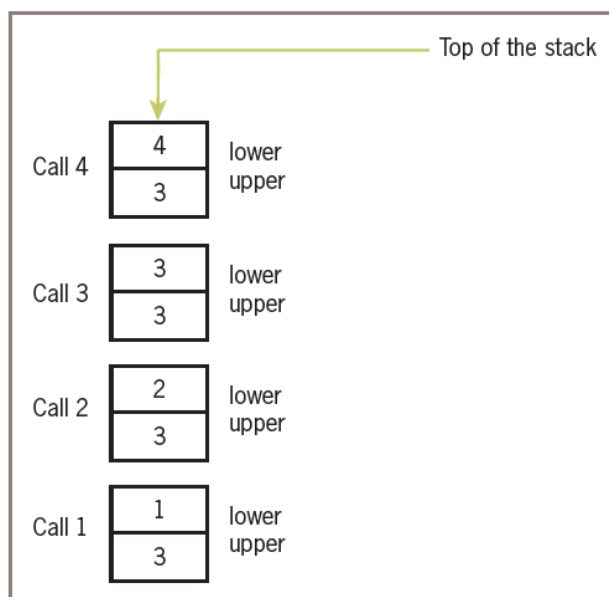 Top of the stack
Call 4
4
3
lower
upper
Call 3
3
3
lower
upper
Call 2
2
3
lower
upper
Call 1
1
3
lower
upper